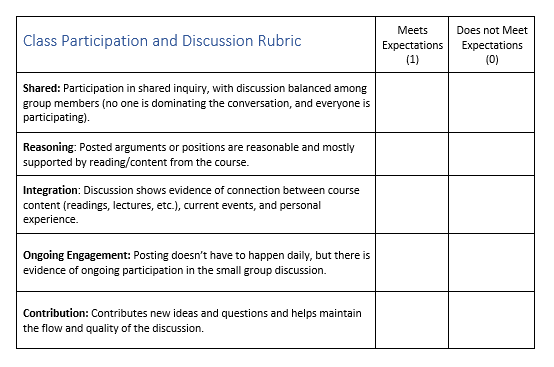 Class Participation and Discussion Rubric
Meets
Expectations
(1)
Does not Meet
Expectations
(0)
Shared: Participation in shared inquiry, with discussion balanced among
group members (no one is dominating the conversation, and everyone is
participating).
Reasoning: Posted arguments or positions are reasonable and mostly
supported by reading/content from the course.
Integration: Discussion shows evidence of connection between course
content (readings, lectures, etc.), current events, and personal
experience.
Ongoing Engagement: Posting doesn’t have to happen daily, but there is
evidence of ongoing participation in the small group discussion.
Contribution: Contributes new ideas and questions and helps maintain
the flow and quality of the discussion.